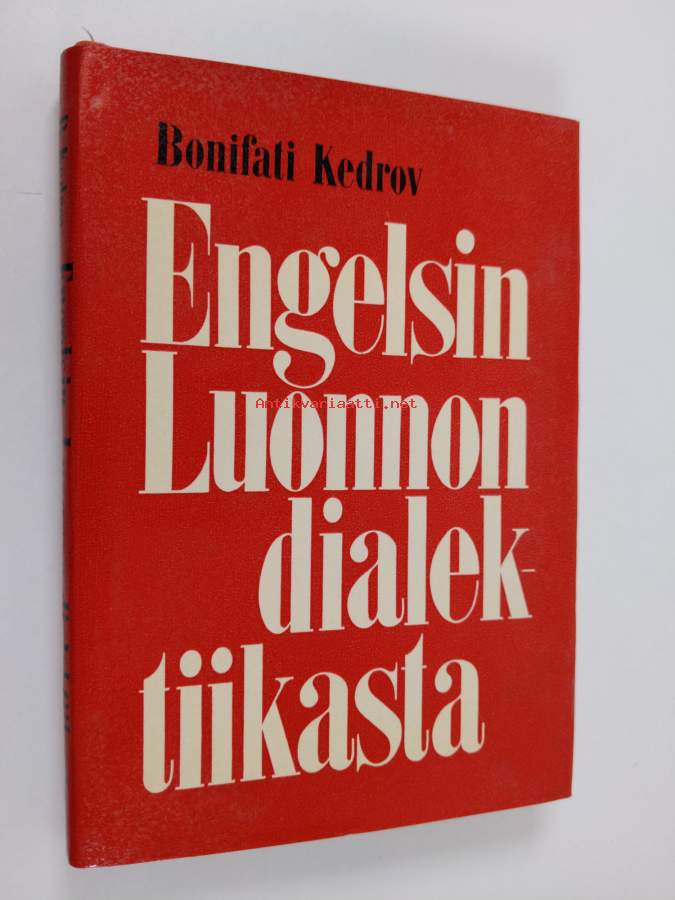 Bonifati Kedrov
Engelsin
Luonnon
Antikvariaatti.net
dialek-
tiikasta